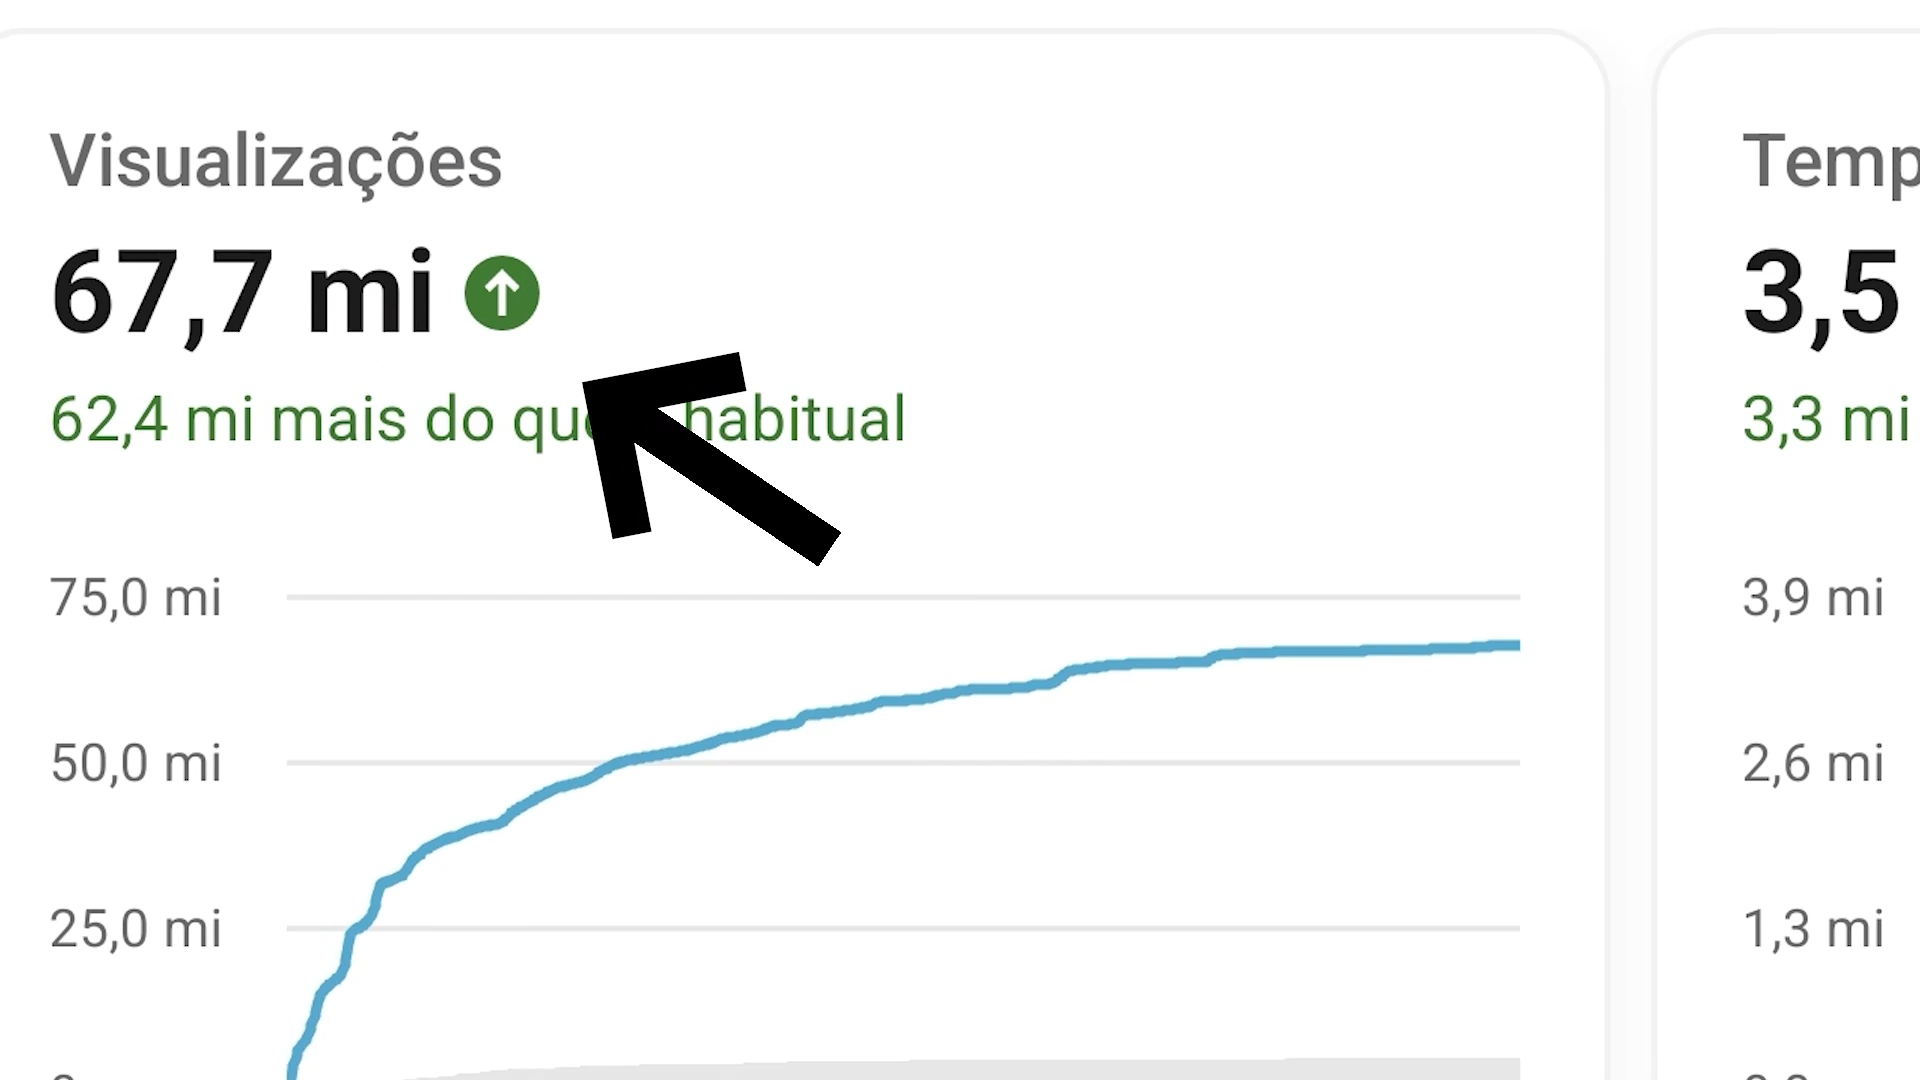 Visualizações
67,7 mi
62,4 mi mais do que habitual
75,0 mi
50,0 mi
25,0 mi
Temp
3,5
3,3 mi
3,9 mi
2,6 mi
1,3 mi